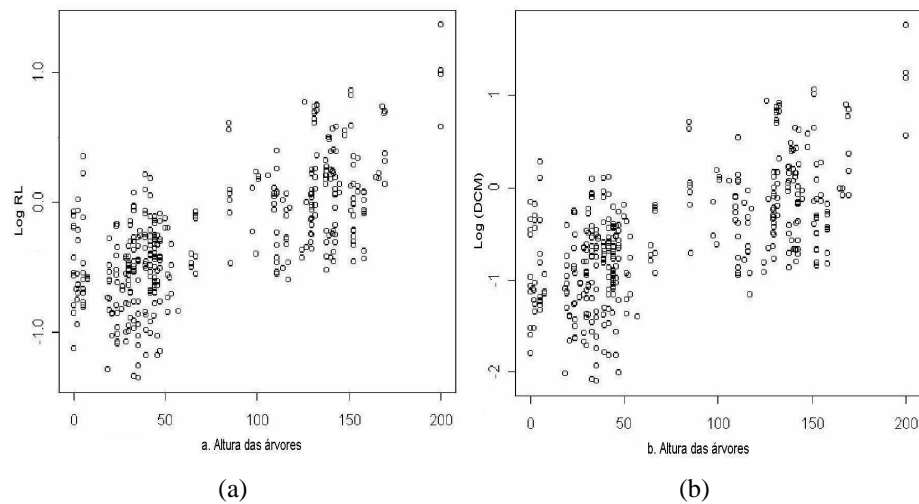 Log RL
1.0
0.0
-1.0
0
50
100
150
200
a. Altura das árvores
(a)
Log (DCM)
1
0
-1
-2
0
50
100
150
200
b. Altura das árvores
(b)